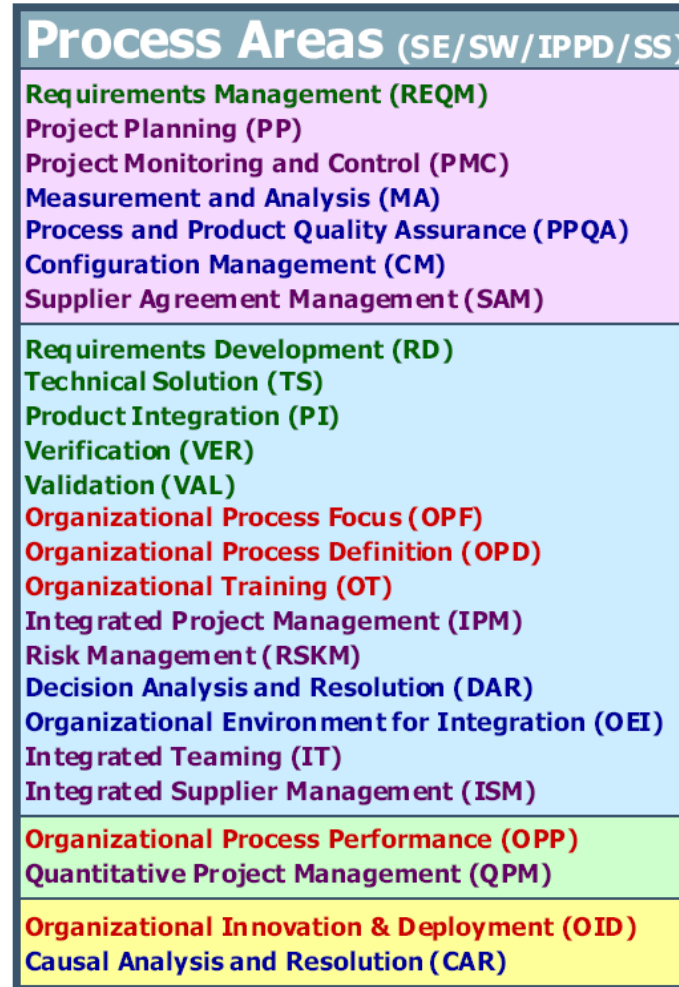 Process Areas (SE/SW/IPPD/SS)
Requirements Management (REQM)
Project Planning (PP)
Project Monitoring and Control (PMC)
Measurement and Analysis (MA)
Process and Product Quality Assurance (PPQA)
Configuration Management (CM)
Supplier Agreement Management (SAM)
Requirements Development (RD)
Technical Solution (TS)
Product Integration (PI)
Verification (VER)
Validation (VAL)
Organizational Process Focus (OPF)
Organizational Process Definition (OPD)
Organizational Training (OT)
Integrated Project Management (IPM)
Risk Management (RSKM)
Decision Analysis and Resolution (DAR)
Organizational Environment for Integration (OEI)
Integrated Teaming (IT)
Integrated Supplier Management (ISM)
Organizational Process Performance (OPP)
Quantitative Project Management (QPM)
Organizational Innovation & Deployment (OID)
Causal Analysis and Resolution (CAR)